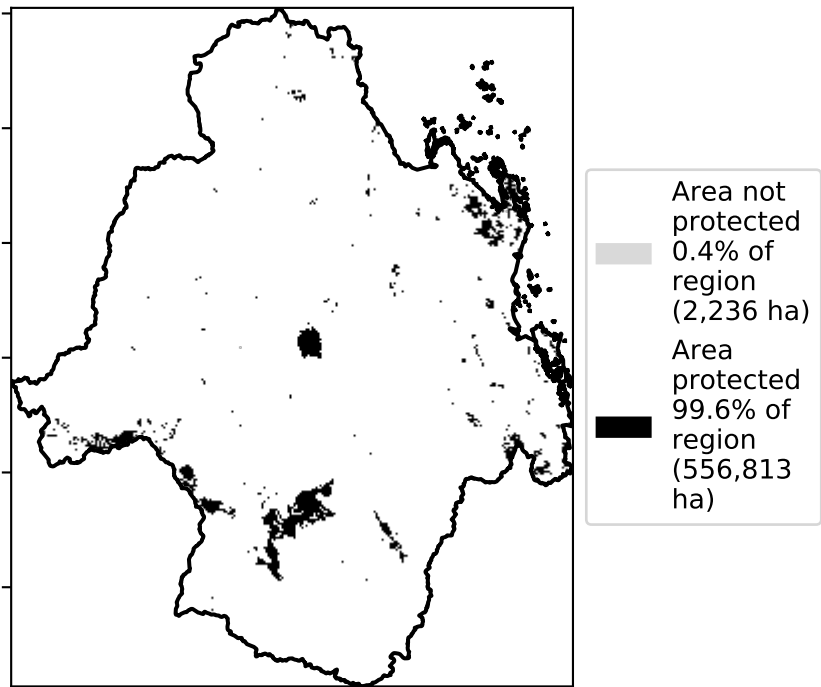 Area not
protected
0.4% of
region
(2,236 ha)
Area
protected
99.6% of
region
(556,813
ha)